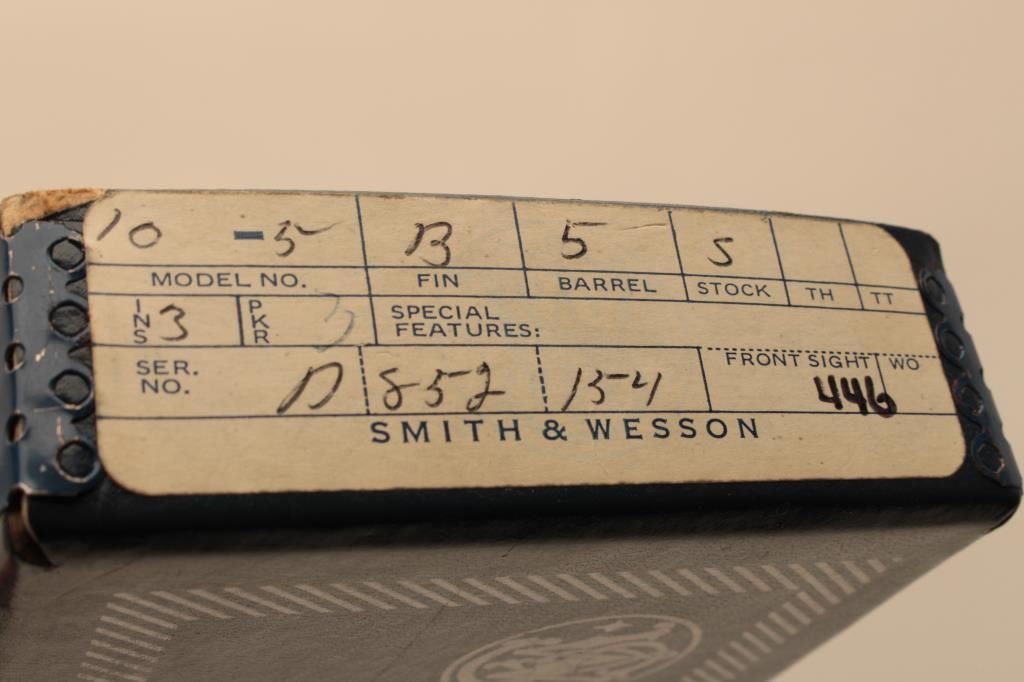 10 -5 B 5 S
MODEL NO. FIN BARREL STOCK TH TT
INS 3 PKR 3 SPECIAL FEATURES:
SER. NO. D 852 154 FRONT SIGHT WO
446
SMITH & WESSON